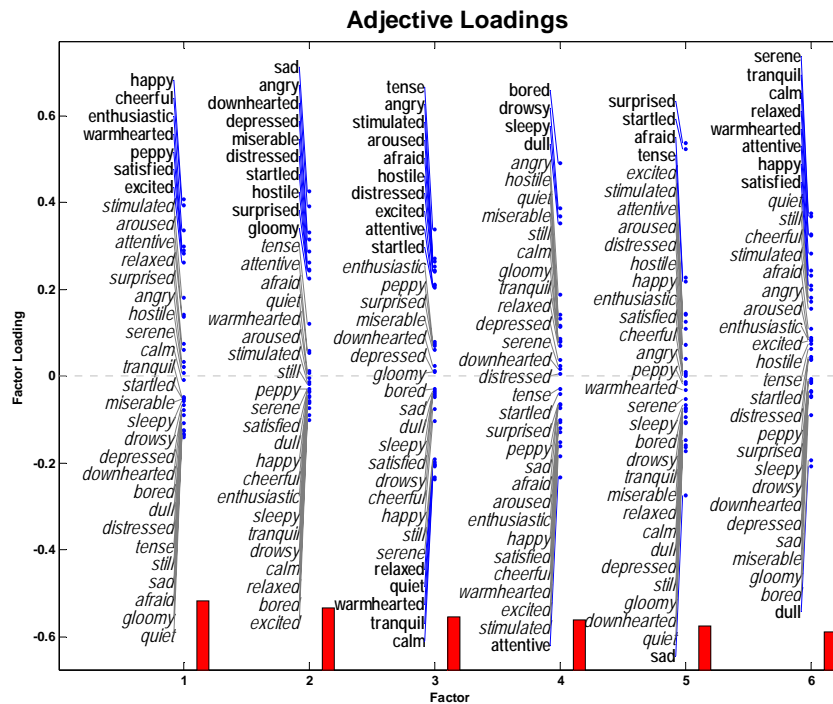 Adjective Loadings
Factor Loading
0.6
0.4
0.2
0
-0.2
-0.4
-0.6
happy
cheerful
enthusiastic
warmhearted
peppy
satisfied
excited
stimulated
aroused
attentive
relaxed
surprised
angry
hostile
serene
calm
tranquil
startled
miserable
sleepy
drowsy
depressed
downhearted
bored
dull
distressed
tense
still
sad
afraid
gloomy
quiet
sad
angry
downhearted
depressed
miserable
distressed
startled
hostile
surprised
gloomy
tense
attentive
afraid
quiet
warmhearted
aroused
stimulated
still
peppy
serene
satisfied
dull
happy
cheerful
enthusiastic
sleepy
tranquil
drowsy
calm
relaxed
bored
excited
tense
angry
stimulated
aroused
afraid
hostile
distressed
excited
attentive
startled
enthusiastic
peppy
surprised
miserable
downhearted
depressed
gloomy
bored
sad
dull
sleepy
satisfied
drowsy
cheerful
happy
still
serene
relaxed
quiet
warmhearted
tranquil
calm
bored
drowsy
sleepy
dull
angry
hostile
quiet
miserable
still
calm
gloomy
tranquil
relaxed
depressed
serene
downhearted
distressed
tense
startled
surprised
peppy
sad
afraid
aroused
enthusiastic
happy
satisfied
cheerful
warmhearted
excited
stimulated
attentive
surprised
startled
afraid
tense
excited
stimulated
attentive
aroused
distressed
hostile
happy
enthusiastic
satisfied
cheerful
angry
peppy
warmhearted
serene
sleepy
bored
drowsy
tranquil
miserable
relaxed
calm
dull
depressed
still
gloomy
downhearted
quiet
sad
serene
tranquil
calm
relaxed
warmhearted
attentive
happy
satisfied
quiet
still
cheerful
stimulated
afraid
angry
aroused
enthusiastic
excited
hostile
tense
startled
distressed
peppy
surprised
sleepy
drowsy
downhearted
depressed
sad
miserable
gloomy
bored
dull
1 2 3 4 5 6
Factor